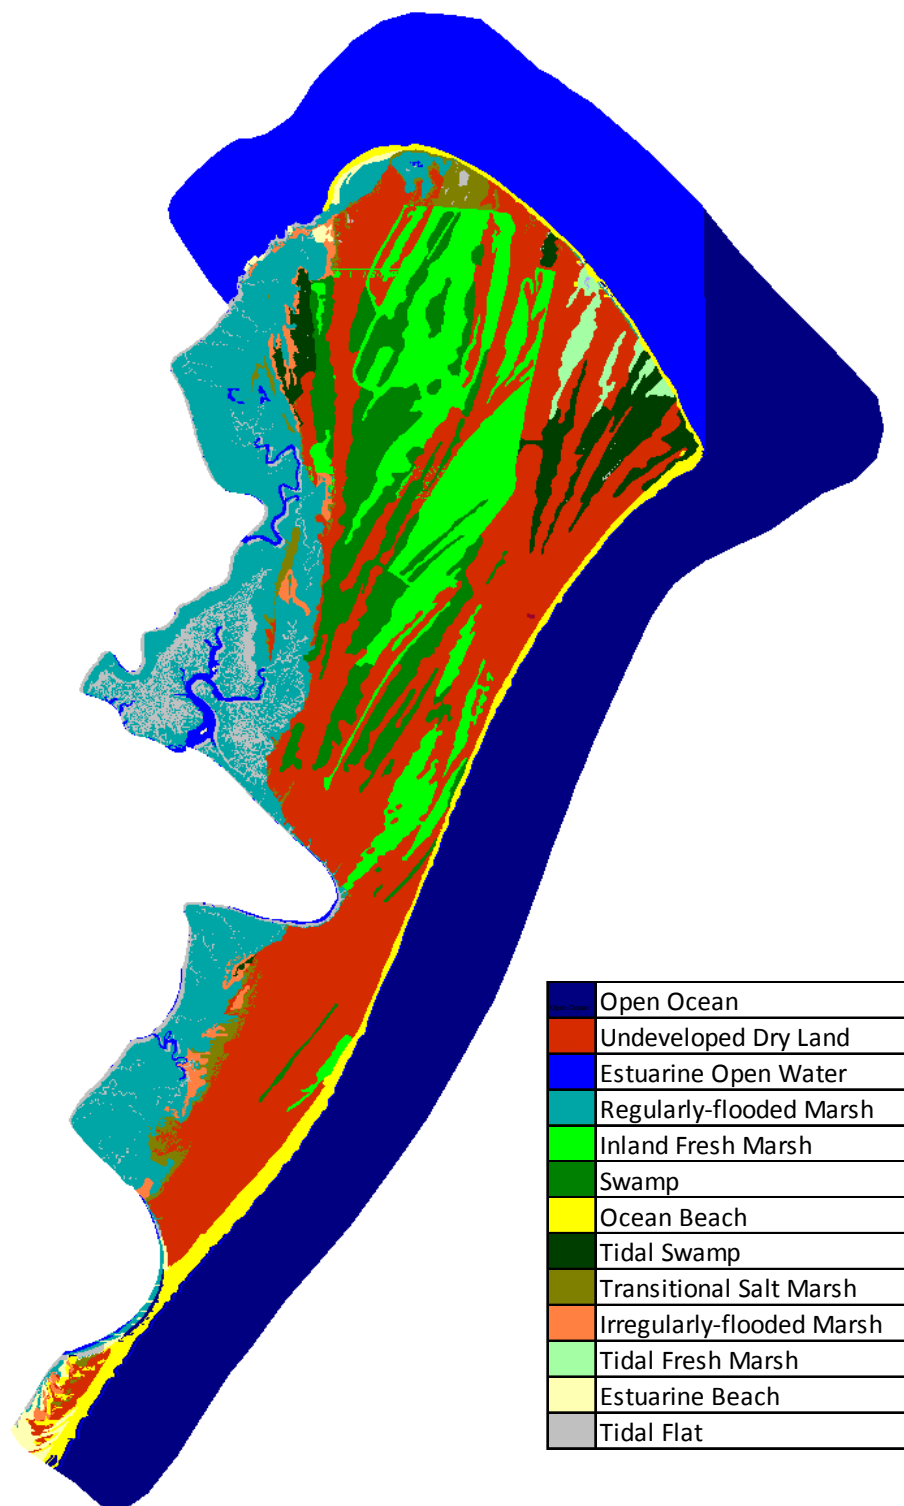 Open Ocean
Undeveloped Dry Land
Estuarine Open Water
Regularly-flooded Marsh
Inland Fresh Marsh
Swamp
Ocean Beach
Tidal Swamp
Transitional Salt Marsh
Irregularly-flooded Marsh
Tidal Fresh Marsh
Estuarine Beach
Tidal Flat